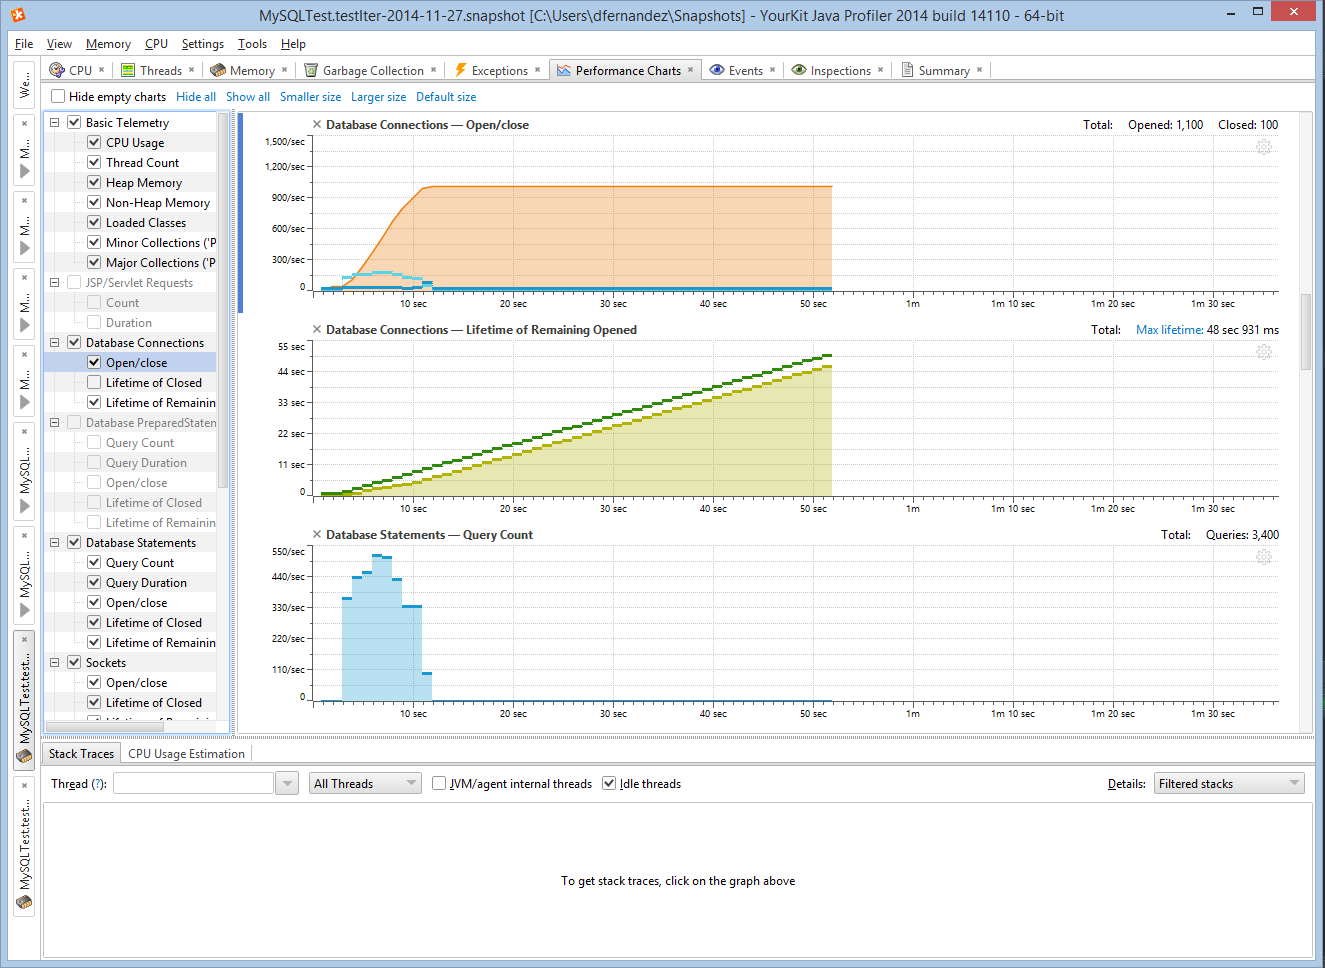 MySQLTest.testIter-2014-11-27.snapshot [C:\Users\dfernandez\Snapshots] - YourKit Java Profiler 2014 build 14110 - 64-bit
File View Memory CPU Settings Tools Help
CPU Threads Memory Garbage Collection Exceptions Performance Charts Events Inspections Summary
Hide empty charts Hide all Show all Smaller size Larger size Default size
We...
M...
M...
M...
M...
MySQL...
MySQL...
MySQLTest.test...
MySQLTest.test...
Basic Telemetry
CPU Usage
Thread Count
Heap Memory
Non-Heap Memory
Loaded Classes
Minor Collections ('P
Major Collections ('P
JSP/Servlet Requests
Count
Duration
Database Connections
Open/close
Lifetime of Closed
Lifetime of Remainin
Database PreparedStatem
Query Count
Query Duration
Open/close
Lifetime of Closed
Lifetime of Remainin
Database Statements
Query Count
Query Duration
Open/close
Lifetime of Closed
Lifetime of Remainin
Sockets
Open/close
Lifetime of Closed
Database Connections — Open/close
Total: Opened: 1,100 Closed: 100
1,500/sec
1,200/sec
900/sec
600/sec
300/sec
0
10 sec 20 sec 30 sec 40 sec 50 sec 1m 1m 10 sec 1m 20 sec 1m 30 sec
Database Connections — Lifetime of Remaining Opened
Total: Max lifetime: 48 sec 931 ms
55 sec
44 sec
33 sec
22 sec
11 sec
0
10 sec 20 sec 30 sec 40 sec 50 sec 1m 1m 10 sec 1m 20 sec 1m 30 sec
Database Statements — Query Count
Total: Queries: 3,400
550/sec
440/sec
330/sec
220/sec
110/sec
0
10 sec 20 sec 30 sec 40 sec 50 sec 1m 1m 10 sec 1m 20 sec 1m 30 sec
Stack Traces CPU Usage Estimation
Thread (?): All Threads JVM/agent internal threads Idle threads Details: Filtered stacks
To get stack traces, click on the graph above